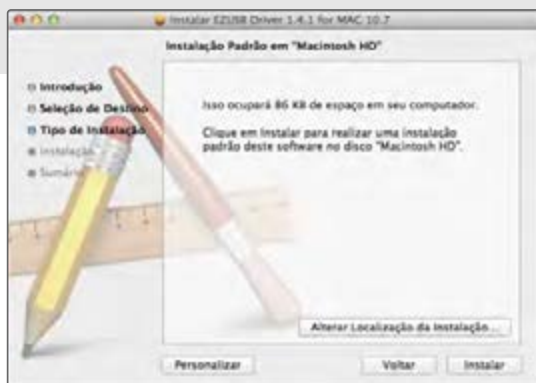 Instalar EZUSB Driver 1.4.1 for MAC 10.7
Instalação Padrão em "Macintosh HD"
Introdução
Seleção de Destino
Tipo de Instalação
Instalação
Sumário
Isso ocupará 86 KB de espaço em seu computador.
Clique em Instalar para realizar uma instalação
padrão deste software no disco "Macintosh HD".
Alterar Localização da Instalação...
Personalizar
Voltar
Instalar